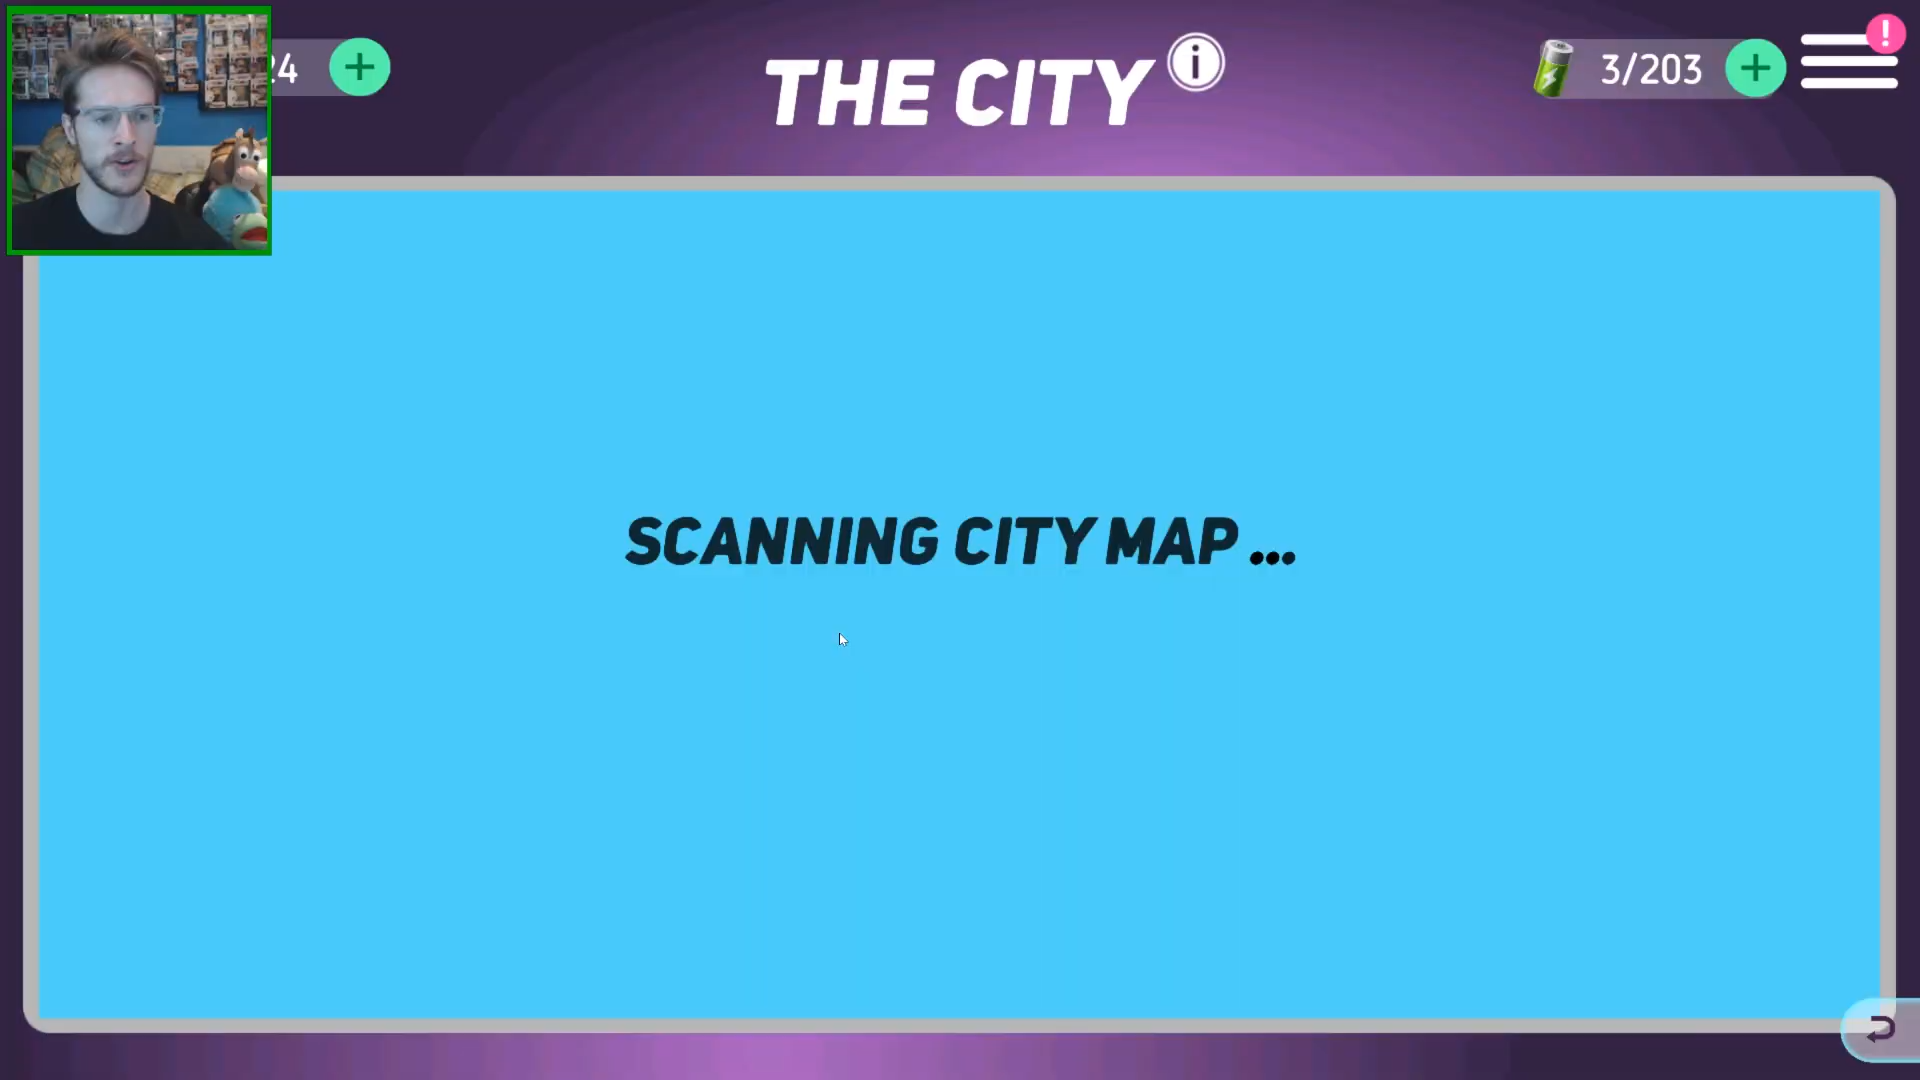 24
THE CITY
i
3/203
!
SCANNING CITY MAP ...